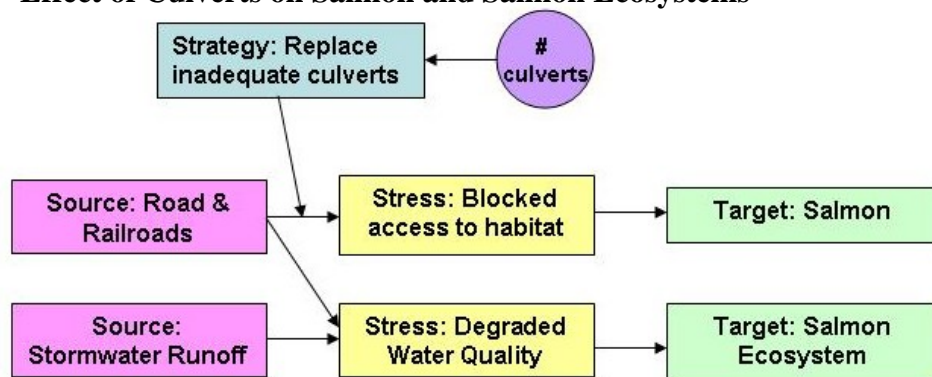 Effect of Culverts on Salmon and Salmon Ecosystems
Strategy: Replace
inadequate culverts
#
culverts
Source: Road &
Railroads
Stress: Blocked
access to habitat
Target: Salmon
Source:
Stormwater Runoff
Stress: Degraded
Water Quality
Target: Salmon
Ecosystem